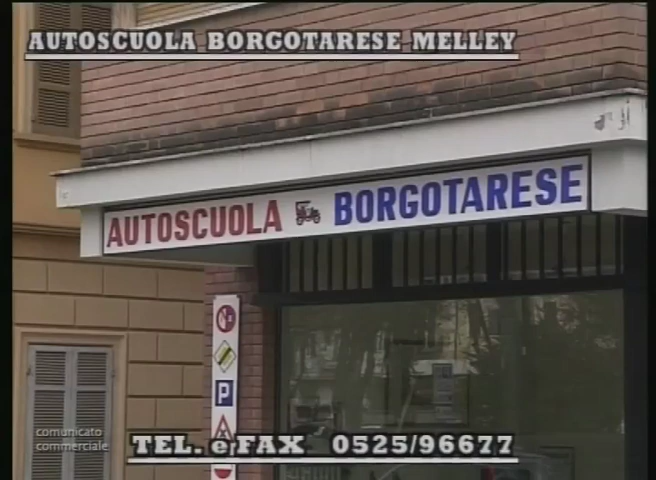 AUTOSCUOLA BORGOTARESE MELLEY
AUTOSCUOLA BORGOTARESE
P
comunicato
commerciale
TEL. e FAX 0525/96677